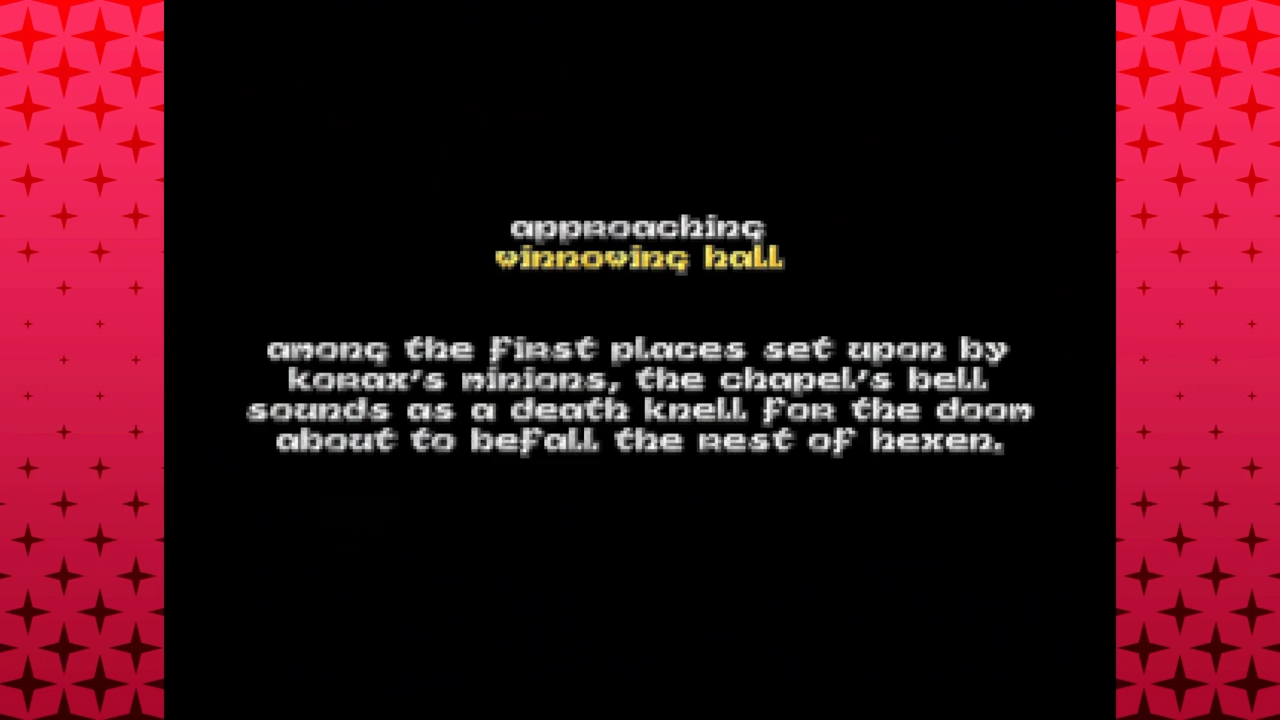 approaching
winnowing hall
among the first places set upon by
korax's minions, the chapel's bell
sounds as a death knell for the doom
about to befall the rest of hexen.